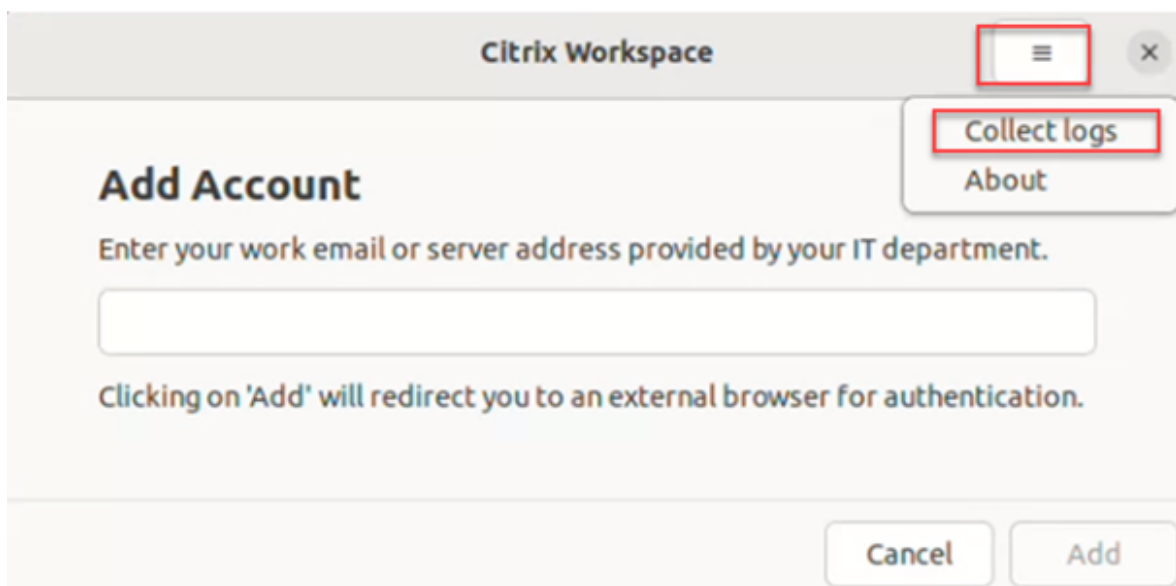 Citrix Workspace
Collect logs
About
Add Account
Enter your work email or server address provided by your IT department.
Clicking on 'Add' will redirect you to an external browser for authentication.
Cancel
Add